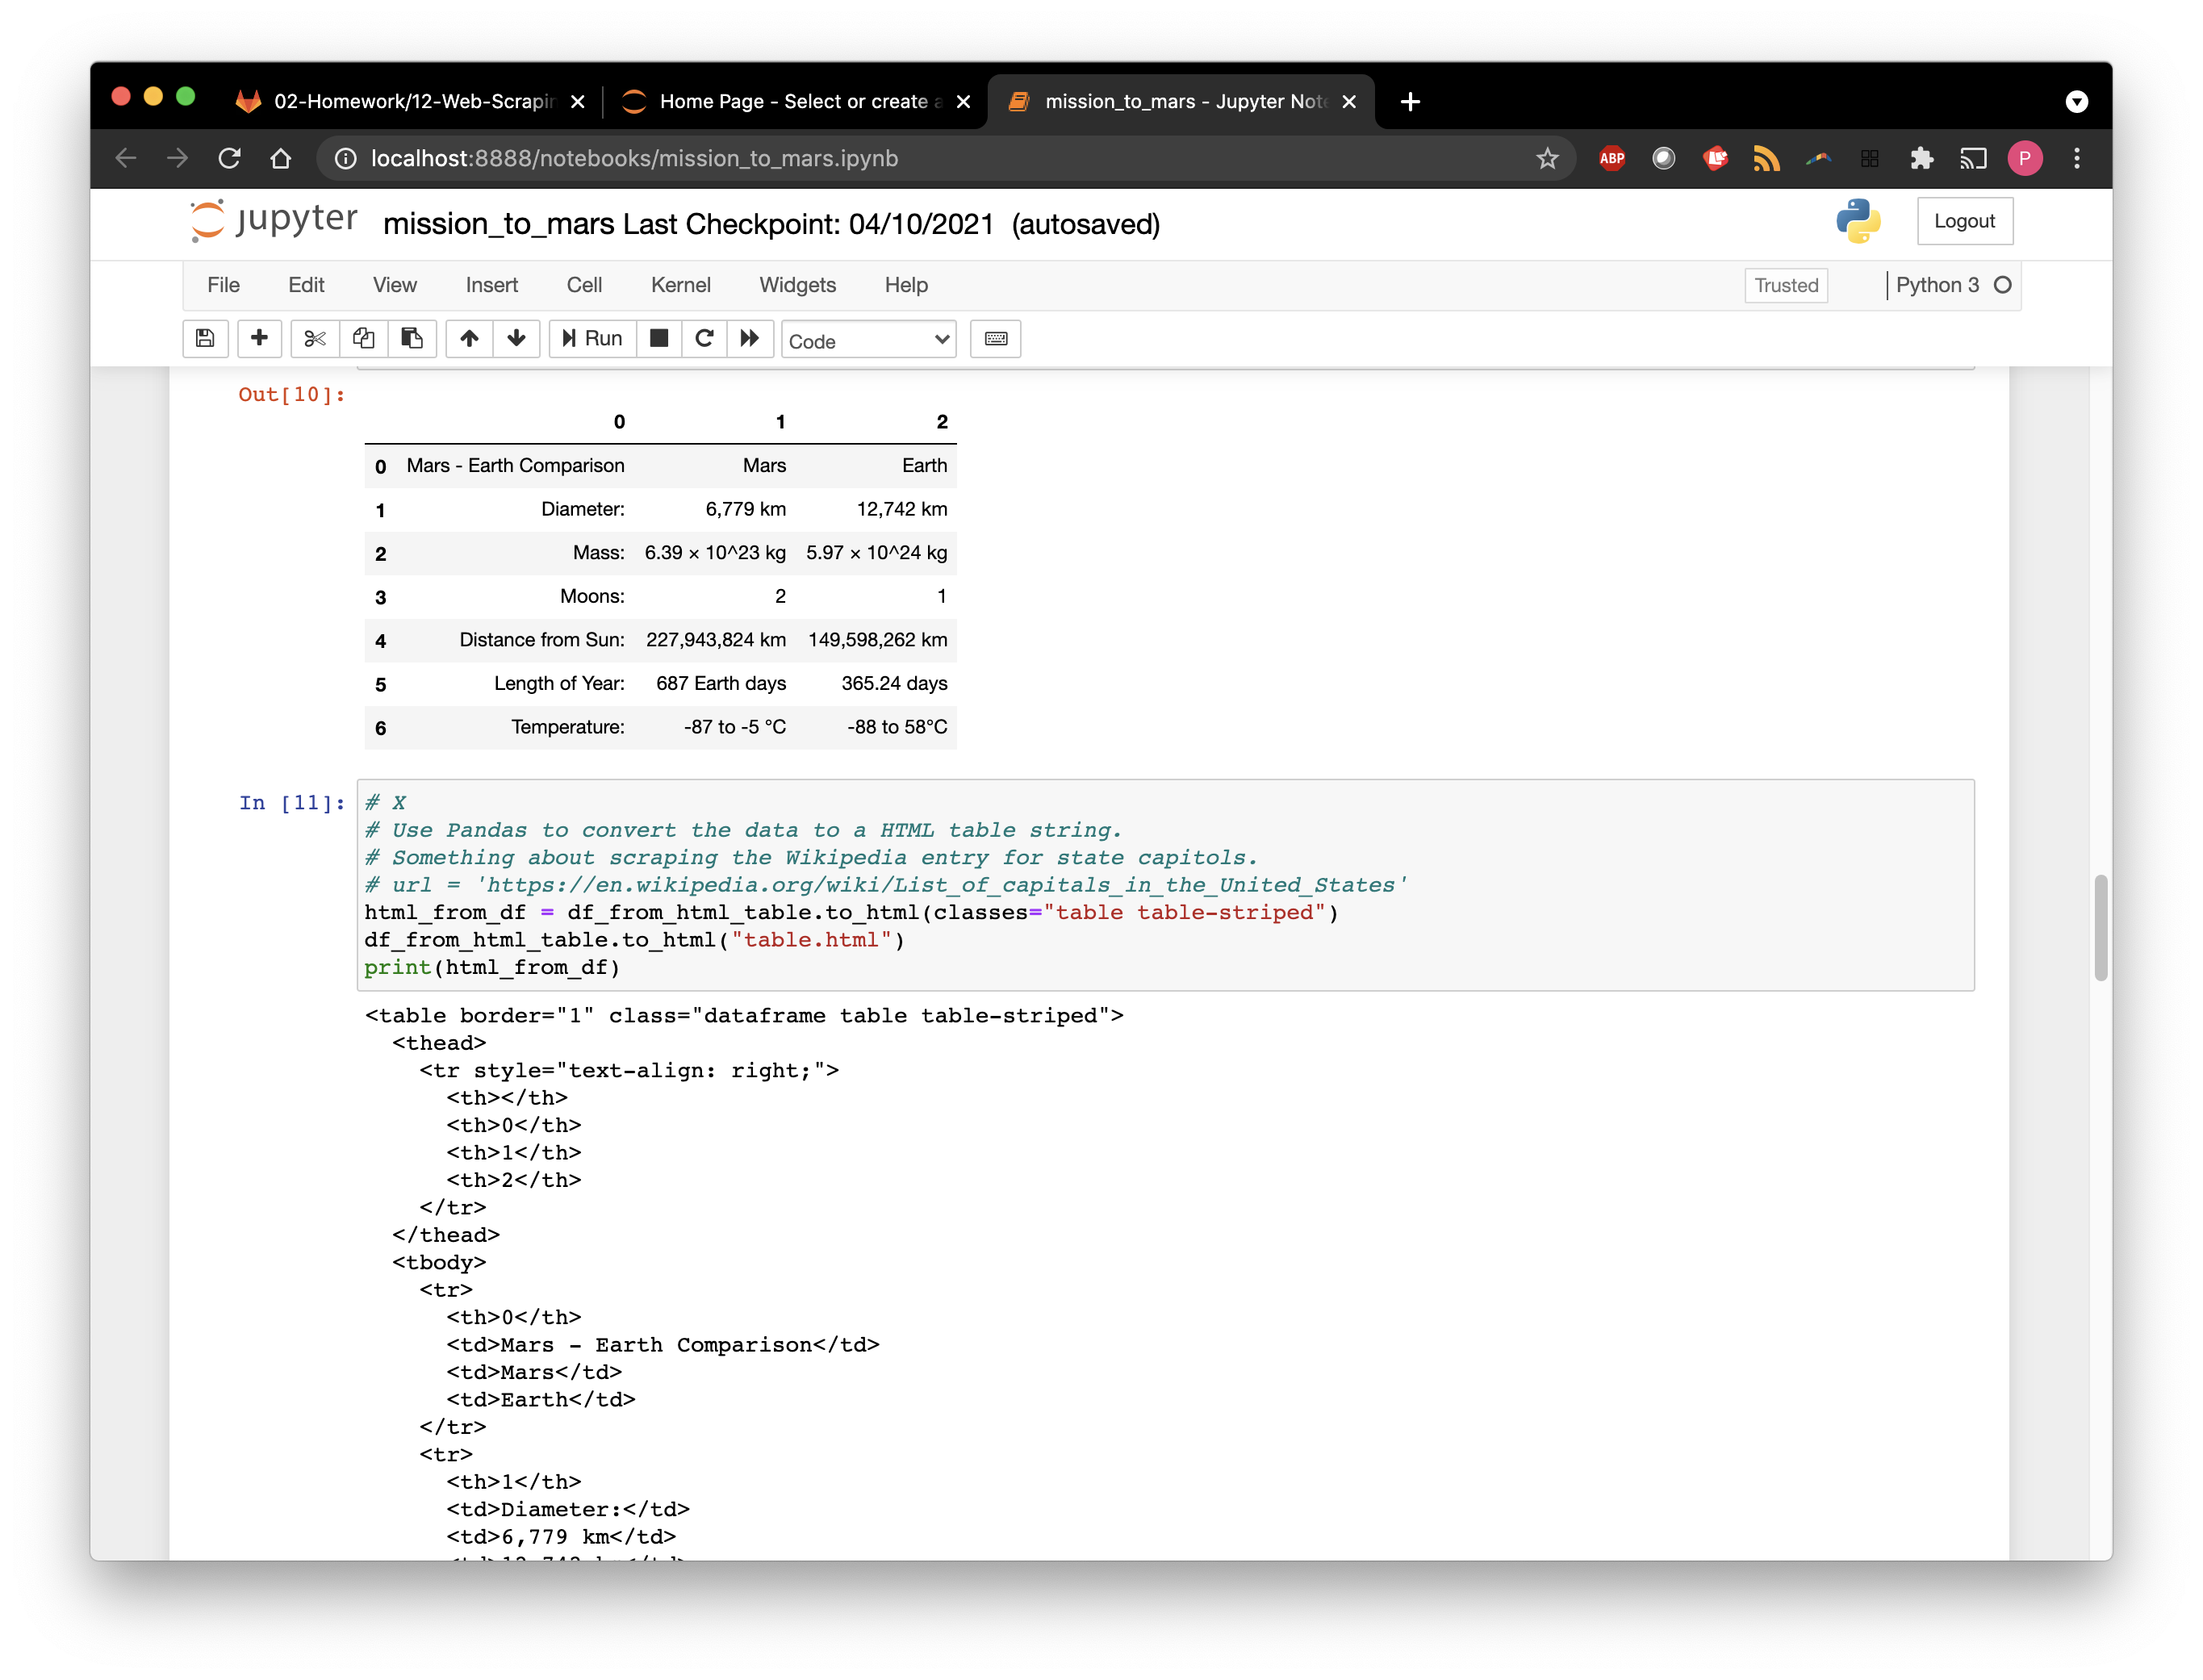 02-Homework/12-Web-Scrapin
Home Page - Select or create a
mission_to_mars - Jupyter Note
localhost:8888/notebooks/mission_to_mars.ipynb
ABP
P
jupyter mission_to_mars Last Checkpoint: 04/10/2021 (autosaved)
Logout
File Edit View Insert Cell Kernel Widgets Help
Trusted
Python 3
Run
Code
Out[10]:
0 1 2
0 Mars - Earth Comparison Mars Earth
1 Diameter: 6,779 km 12,742 km
2 Mass: 6.39 × 10^23 kg 5.97 × 10^24 kg
3 Moons: 2 1
4 Distance from Sun: 227,943,824 km 149,598,262 km
5 Length of Year: 687 Earth days 365.24 days
6 Temperature: -87 to -5 °C -88 to 58°C
In [11]:
# X
# Use Pandas to convert the data to a HTML table string.
# Something about scraping the Wikipedia entry for state capitols.
# url = 'https://en.wikipedia.org/wiki/List_of_capitals_in_the_United_States'
html_from_df = df_from_html_table.to_html(classes="table table-striped")
df_from_html_table.to_html("table.html")
print(html_from_df)
<table border="1" class="dataframe table table-striped">
<thead>
<tr style="text-align: right;">
<th></th>
<th>0</th>
<th>1</th>
<th>2</th>
</tr>
</thead>
<tbody>
<tr>
<th>0</th>
<td>Mars - Earth Comparison</td>
<td>Mars</td>
<td>Earth</td>
</tr>
<tr>
<th>1</th>
<td>Diameter:</td>
<td>6,779 km</td>